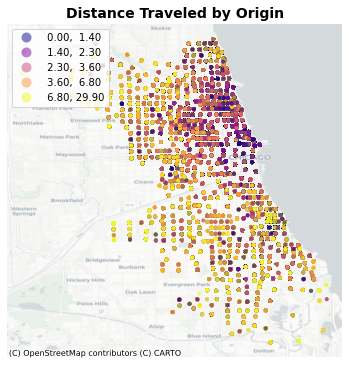 Distance Traveled by Origin
0.00, 1.40
1.40, 2.30
2.30, 3.60
3.60, 6.80
6.80, 29.90
Skokie
Franklin Park
Elmwood P
Northlake
Melrose Park
Oak Park
Maywood
Cicero
Brookfield
Western
Springs
Bridgeview
Burbank
Hickory Hills
Evergreen Park
Oak Lawn
Palos Hills
Alsip
Blue Island
Dolton
(C) OpenStreetMap contributors (C) CARTO